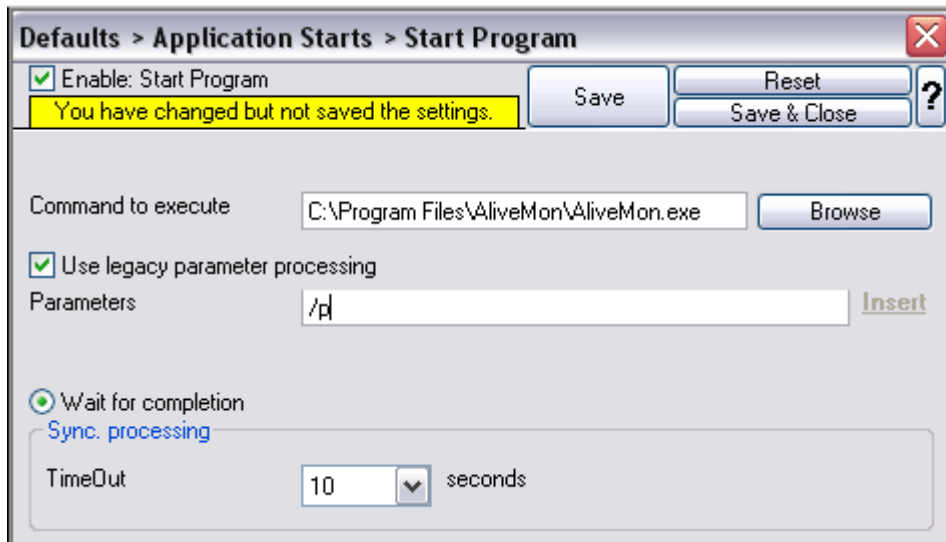 Defaults > Application Starts > Start Program
Enable: Start Program
You have changed but not saved the settings.
Save
Reset
Save & Close
?
Command to execute
C:\Program Files\AliveMon\AliveMon.exe
Browse
Use legacy parameter processing
Parameters
/p
Insert
Wait for completion
Sync. processing
TimeOut
10
seconds